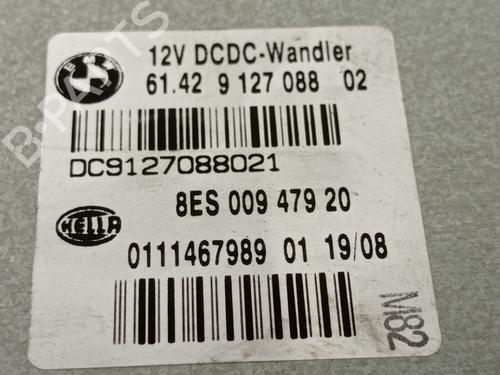 BMW
12V DCDC-Wandler
61.42 9 127 088 02
DC9127088021
HELLA
8ES 009 479 20
0111467989 01 19/08
M82
B-PARTS